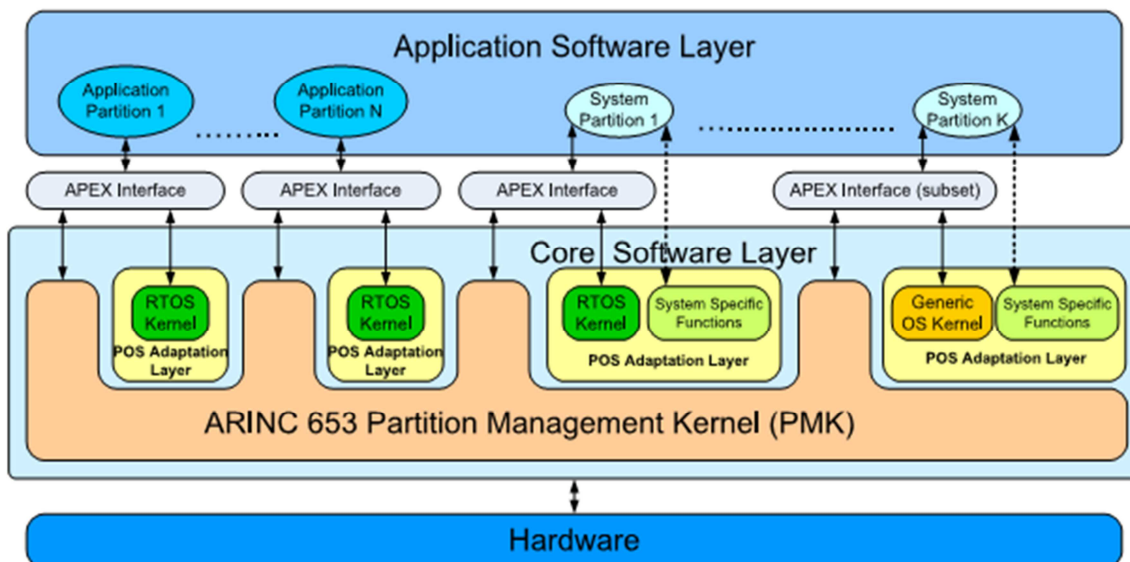 Application Software Layer
Application
Partition 1
Application
Partition N
System
Partition 1
System
Partition K
APEX Interface
APEX Interface
APEX Interface
APEX Interface (subset)
Core Software Layer
RTOS
Kernel
POS Adaptation
Layer
RTOS
Kernel
POS Adaptation
Layer
RTOS
Kernel
System Specific
Functions
POS Adaptation Layer
Generic
OS Kernel
System Specific
Functions
POS Adaptation Layer
ARINC 653 Partition Management Kernel (PMK)
Hardware